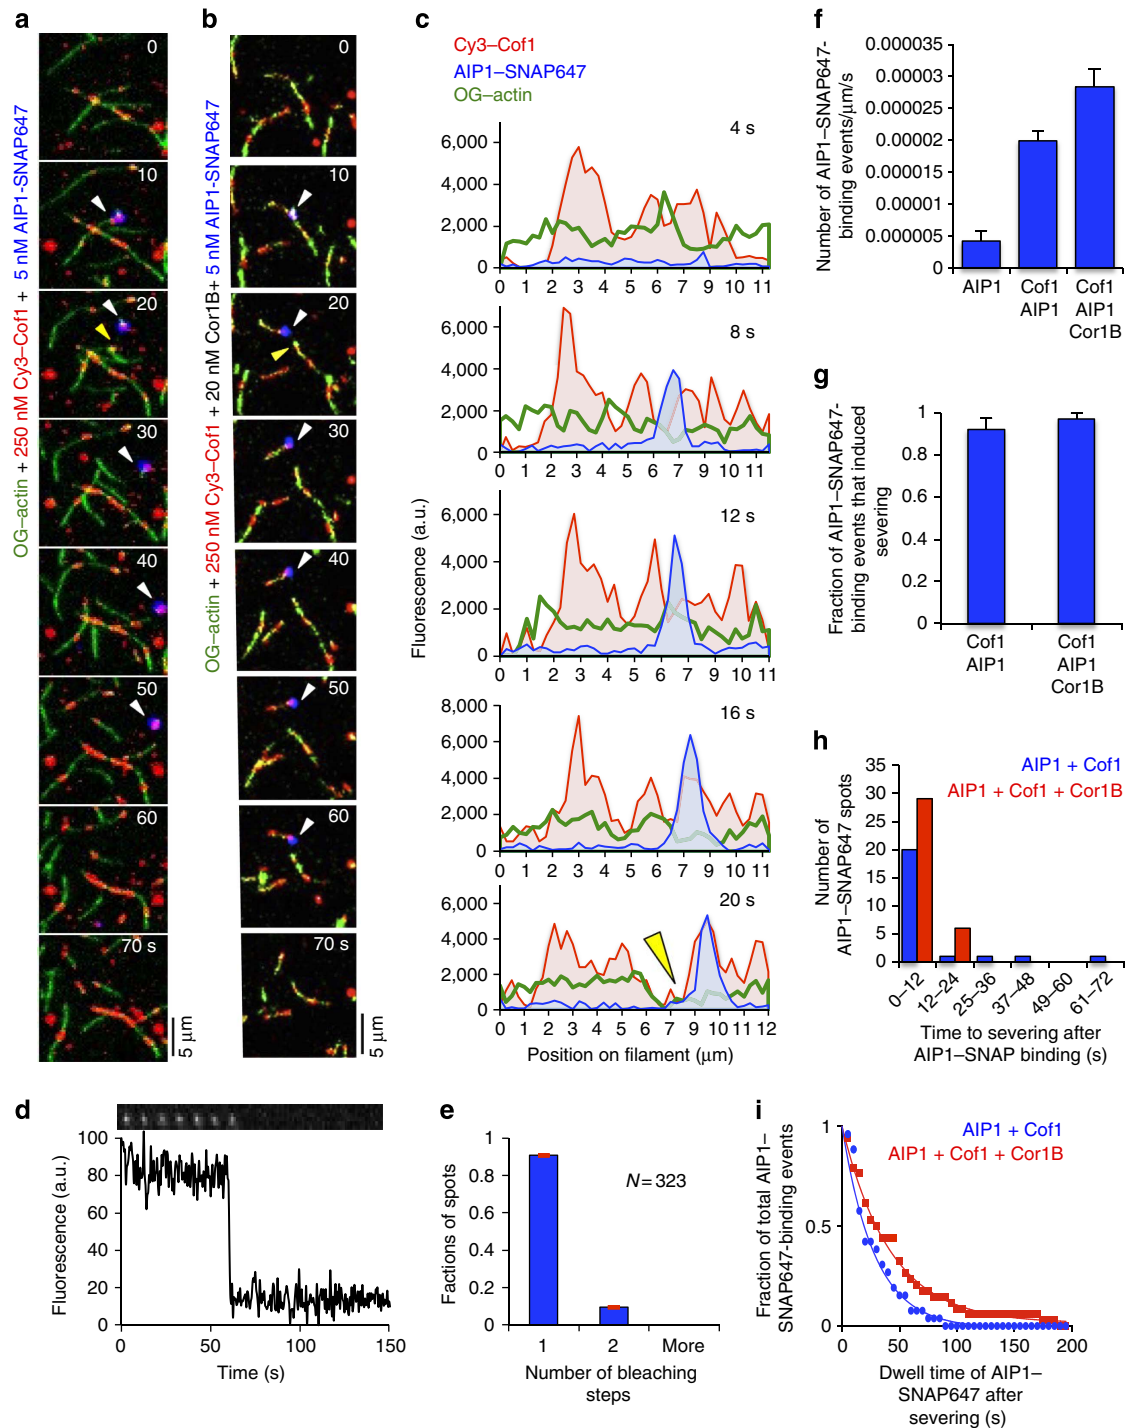 a
OG–actin + 250 nM Cy3–Cof1 + 5 nM AIP1-SNAP647
0
10
20
30
40
50
60
70 s
5 µm
b
OG–actin + 250 nM Cy3–Cof1 + 20 nM Cor1B+ 5 nM AIP1-SNAP647
0
10
20
30
40
50
60
70 s
5 µm
c
Cy3–Cof1
AIP1–SNAP647
OG–actin
Fluorescence (a.u.)
4 s
6,000
4,000
2,000
0
0 1 2 3 4 5 6 7 8 9 10 11
8 s
6,000
4,000
2,000
0
0 1 2 3 4 5 6 7 9 10 11
12 s
6,000
4,000
2,000
0
0 1 2 3 4 5 6 7 8 9 10 11
16 s
8,000
6,000
4,000
2,000
0
0 1 2 3 4 5 6 7 8 9 10 11
20 s
6,000
4,000
2,000
0
0 1 2 3 4 5 6 7 8 9 10 11 12
Position on filament (µm)
d
Fluorescence (a.u.)
100
80
60
40
20
0
0 50 100 150
Time (s)
e
Factions of spots
1
0.8
0.6
0.4
0.2
0
N = 323
1 2 More
Number of bleaching
steps
f
Number of AIP1–SNAP647-
binding events/µm/s
0.000035
0.00003
0.000025
0.00002
0.000015
0.00001
0.000005
0
AIP1
Cof1
AIP1
Cof1
AIP1
Cor1B
g
Fraction of AIP1–SNAP647-
binding events that induced
severing
1
0.8
0.6
0.4
0.2
0
Cof1
AIP1
Cof1
AIP1
Cor1B
h
AIP1 + Cof1
AIP1 + Cof1 + Cor1B
Number of
AIP1–SNAP647 spots
35
30
25
20
15
10
5
0
0–12
12–24
25–36
37–48
49–60
61–72
Time to severing after
AIP1–SNAP binding (s)
i
AIP1 + Cof1
AIP1 + Cof1 + Cor1B
Fraction of total AIP1–
SNAP647-binding events
1
0.5
0
0 50 100 150 200
Dwell time of AIP1–
SNAP647 after
severing (s)